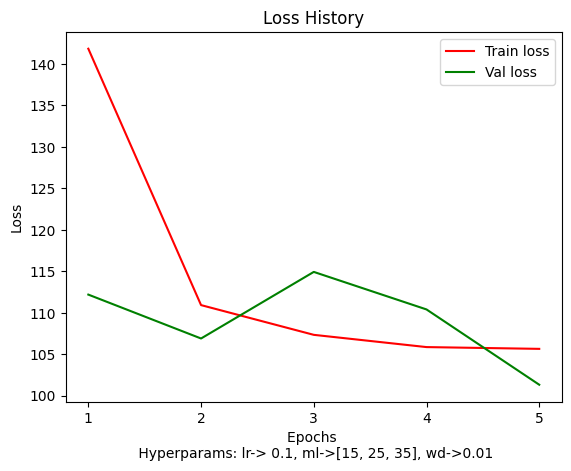 Loss History
Train loss
Val loss
Loss
140
135
130
125
120
115
110
105
100
1 2 3 4 5
Epochs
Hyperparams: lr-> 0.1, ml->[15, 25, 35], wd->0.01